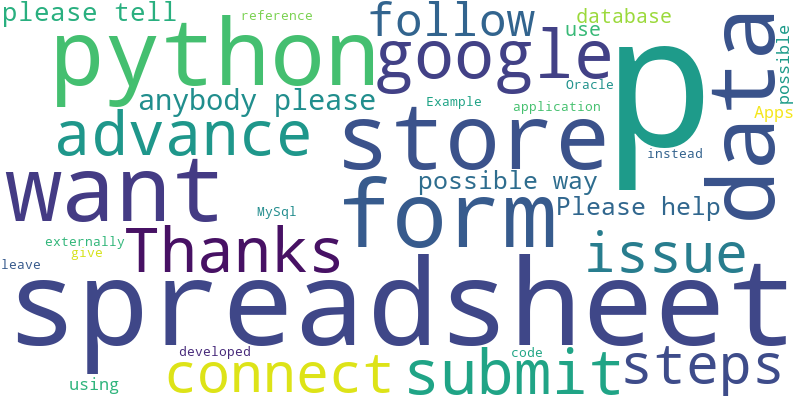 please tell
reference
follow
database
python
google
use
p
data
possible
anybody please
Oracle
Example
application
Apps
advance
store
instead
want
possible way
form
Please help
MySql
externally
give
Thanks
issue
leave
spreadsheet
developed
code
using
connect
submit
steps